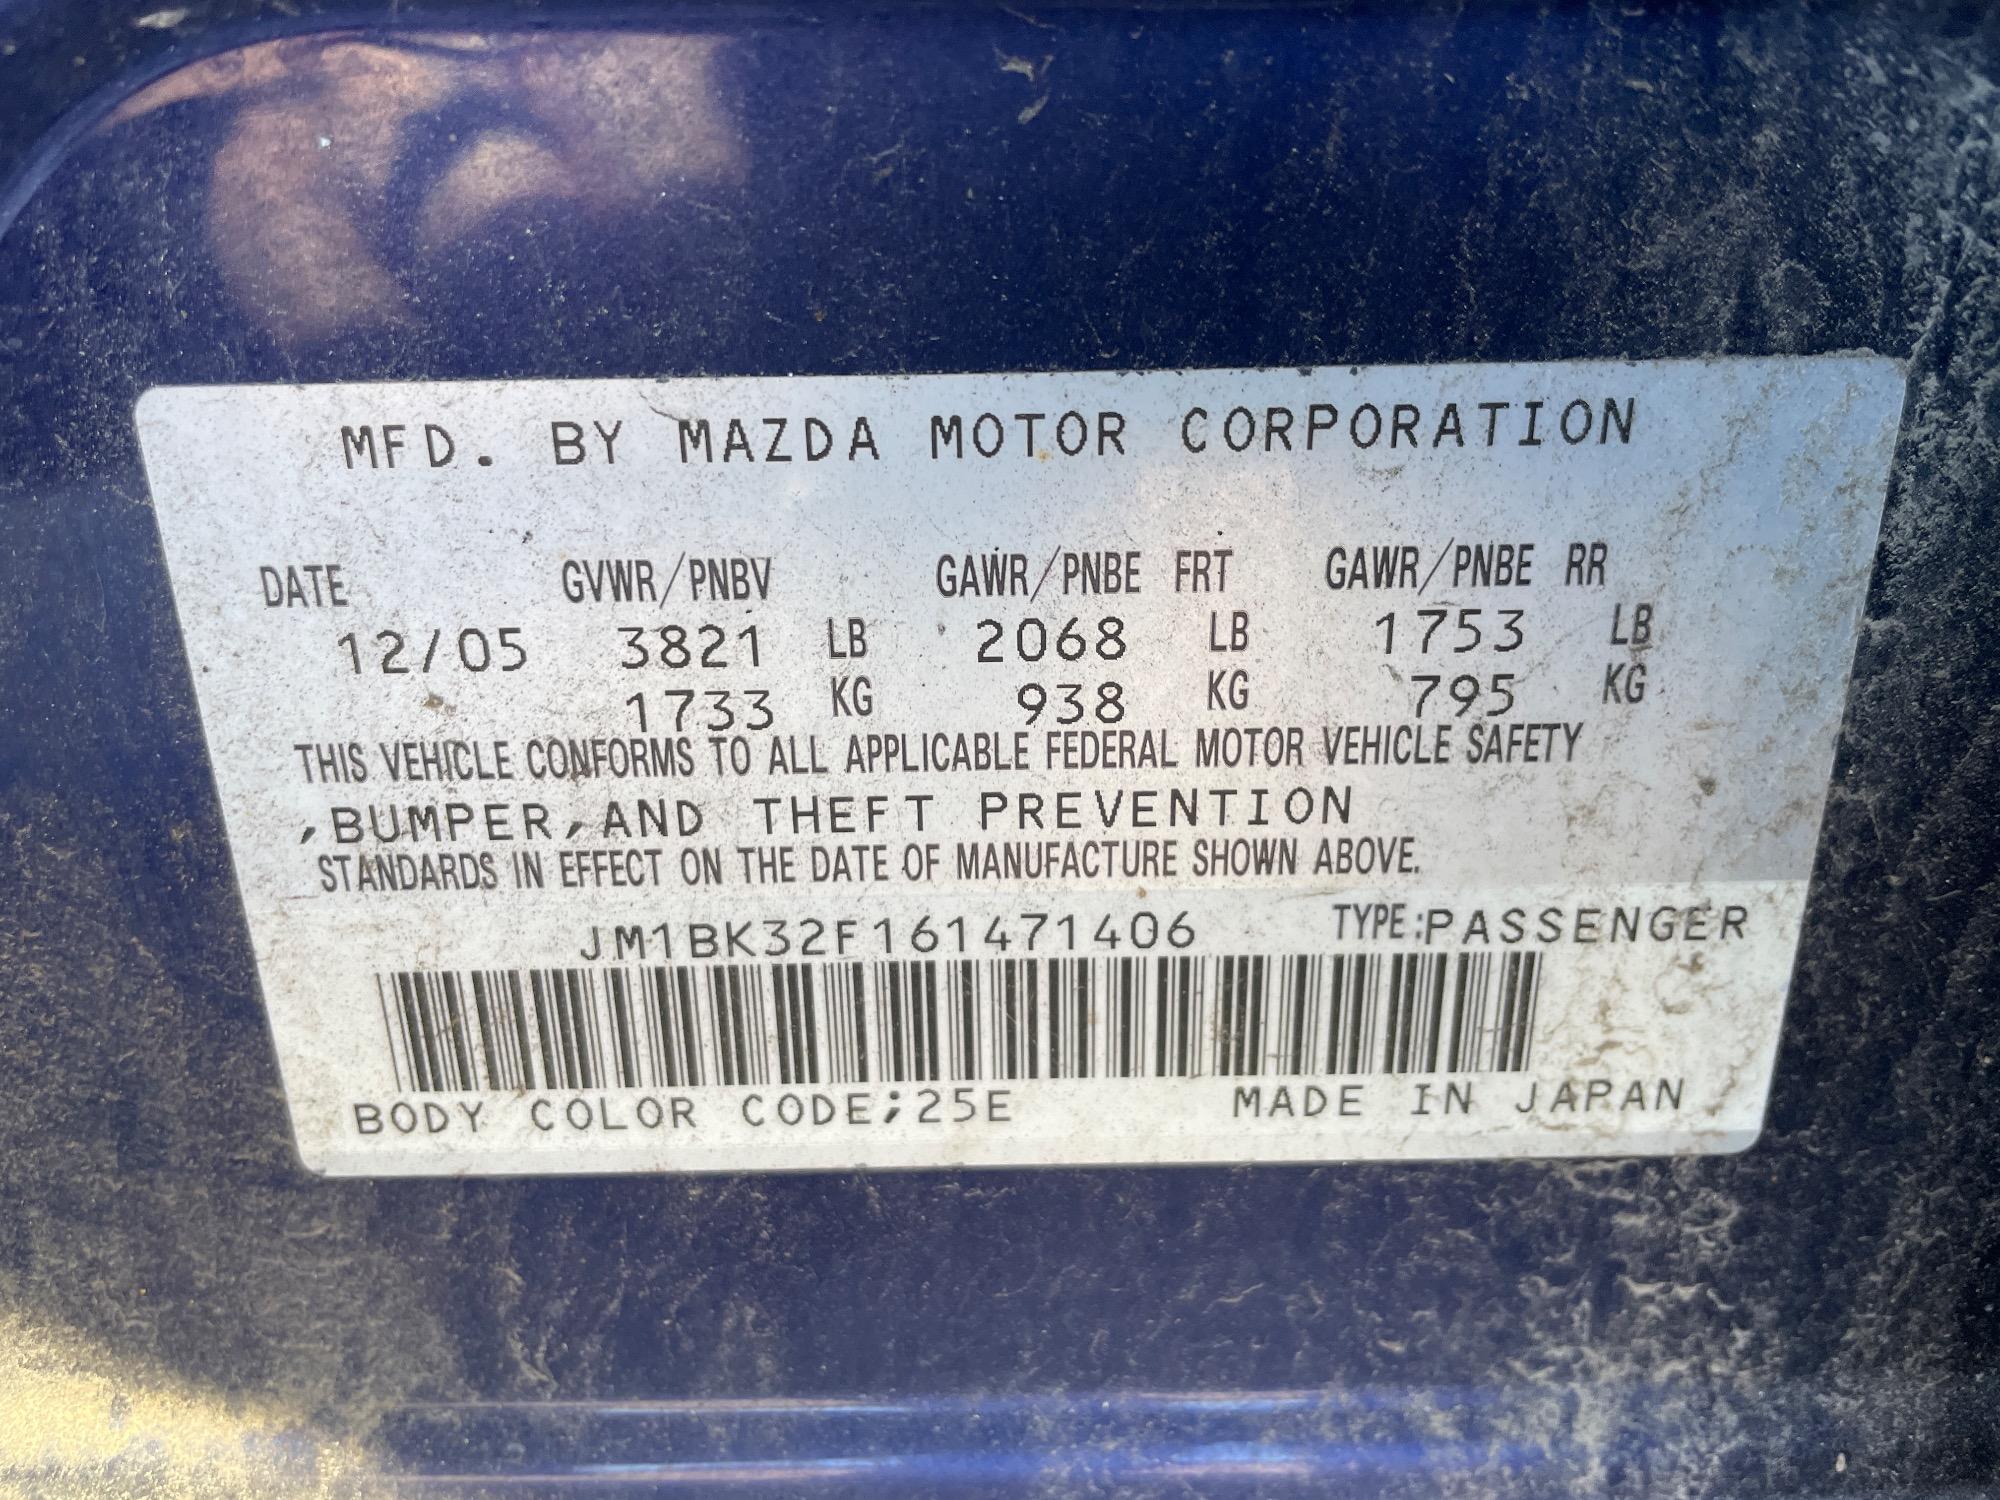 MFD. BY MAZDA MOTOR CORPORATION
DATE GVWR/PNBV GAWR/PNBE FRT GAWR/PNBE RR
12/05 3821 LB 2068 LB 1753 LB
1733 KG 938 KG 795 KG
THIS VEHICLE CONFORMS TO ALL APPLICABLE FEDERAL MOTOR VEHICLE SAFETY
,BUMPER,AND THEFT PREVENTION
STANDARDS IN EFFECT ON THE DATE OF MANUFACTURE SHOWN ABOVE.
JM1BK32F161471406 TYPE:PASSENGER
BODY COLOR CODE;25E MADE IN JAPAN